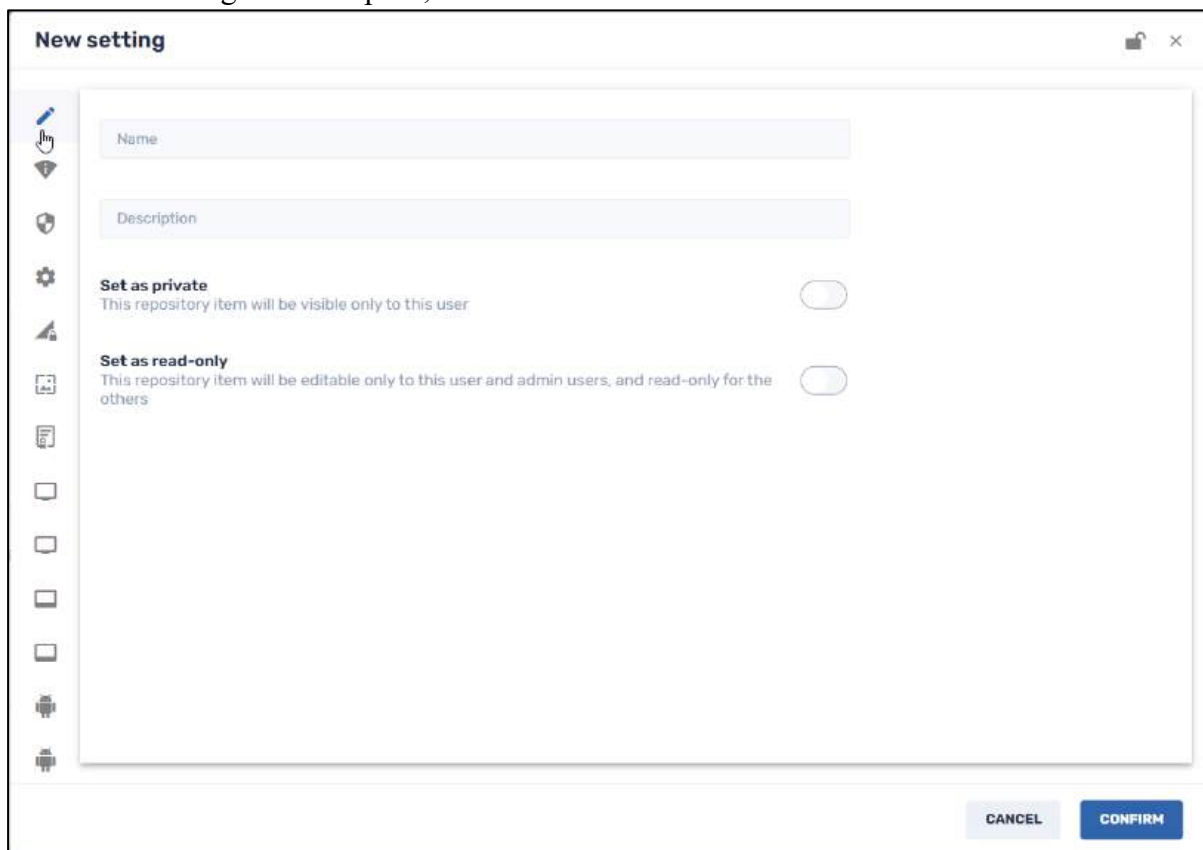 New setting
Name
Description
Set as private
This repository item will be visible only to this user
Set as read-only
This repository item will be editable only to this user and admin users, and read-only for the
others
CANCEL
CONFIRM